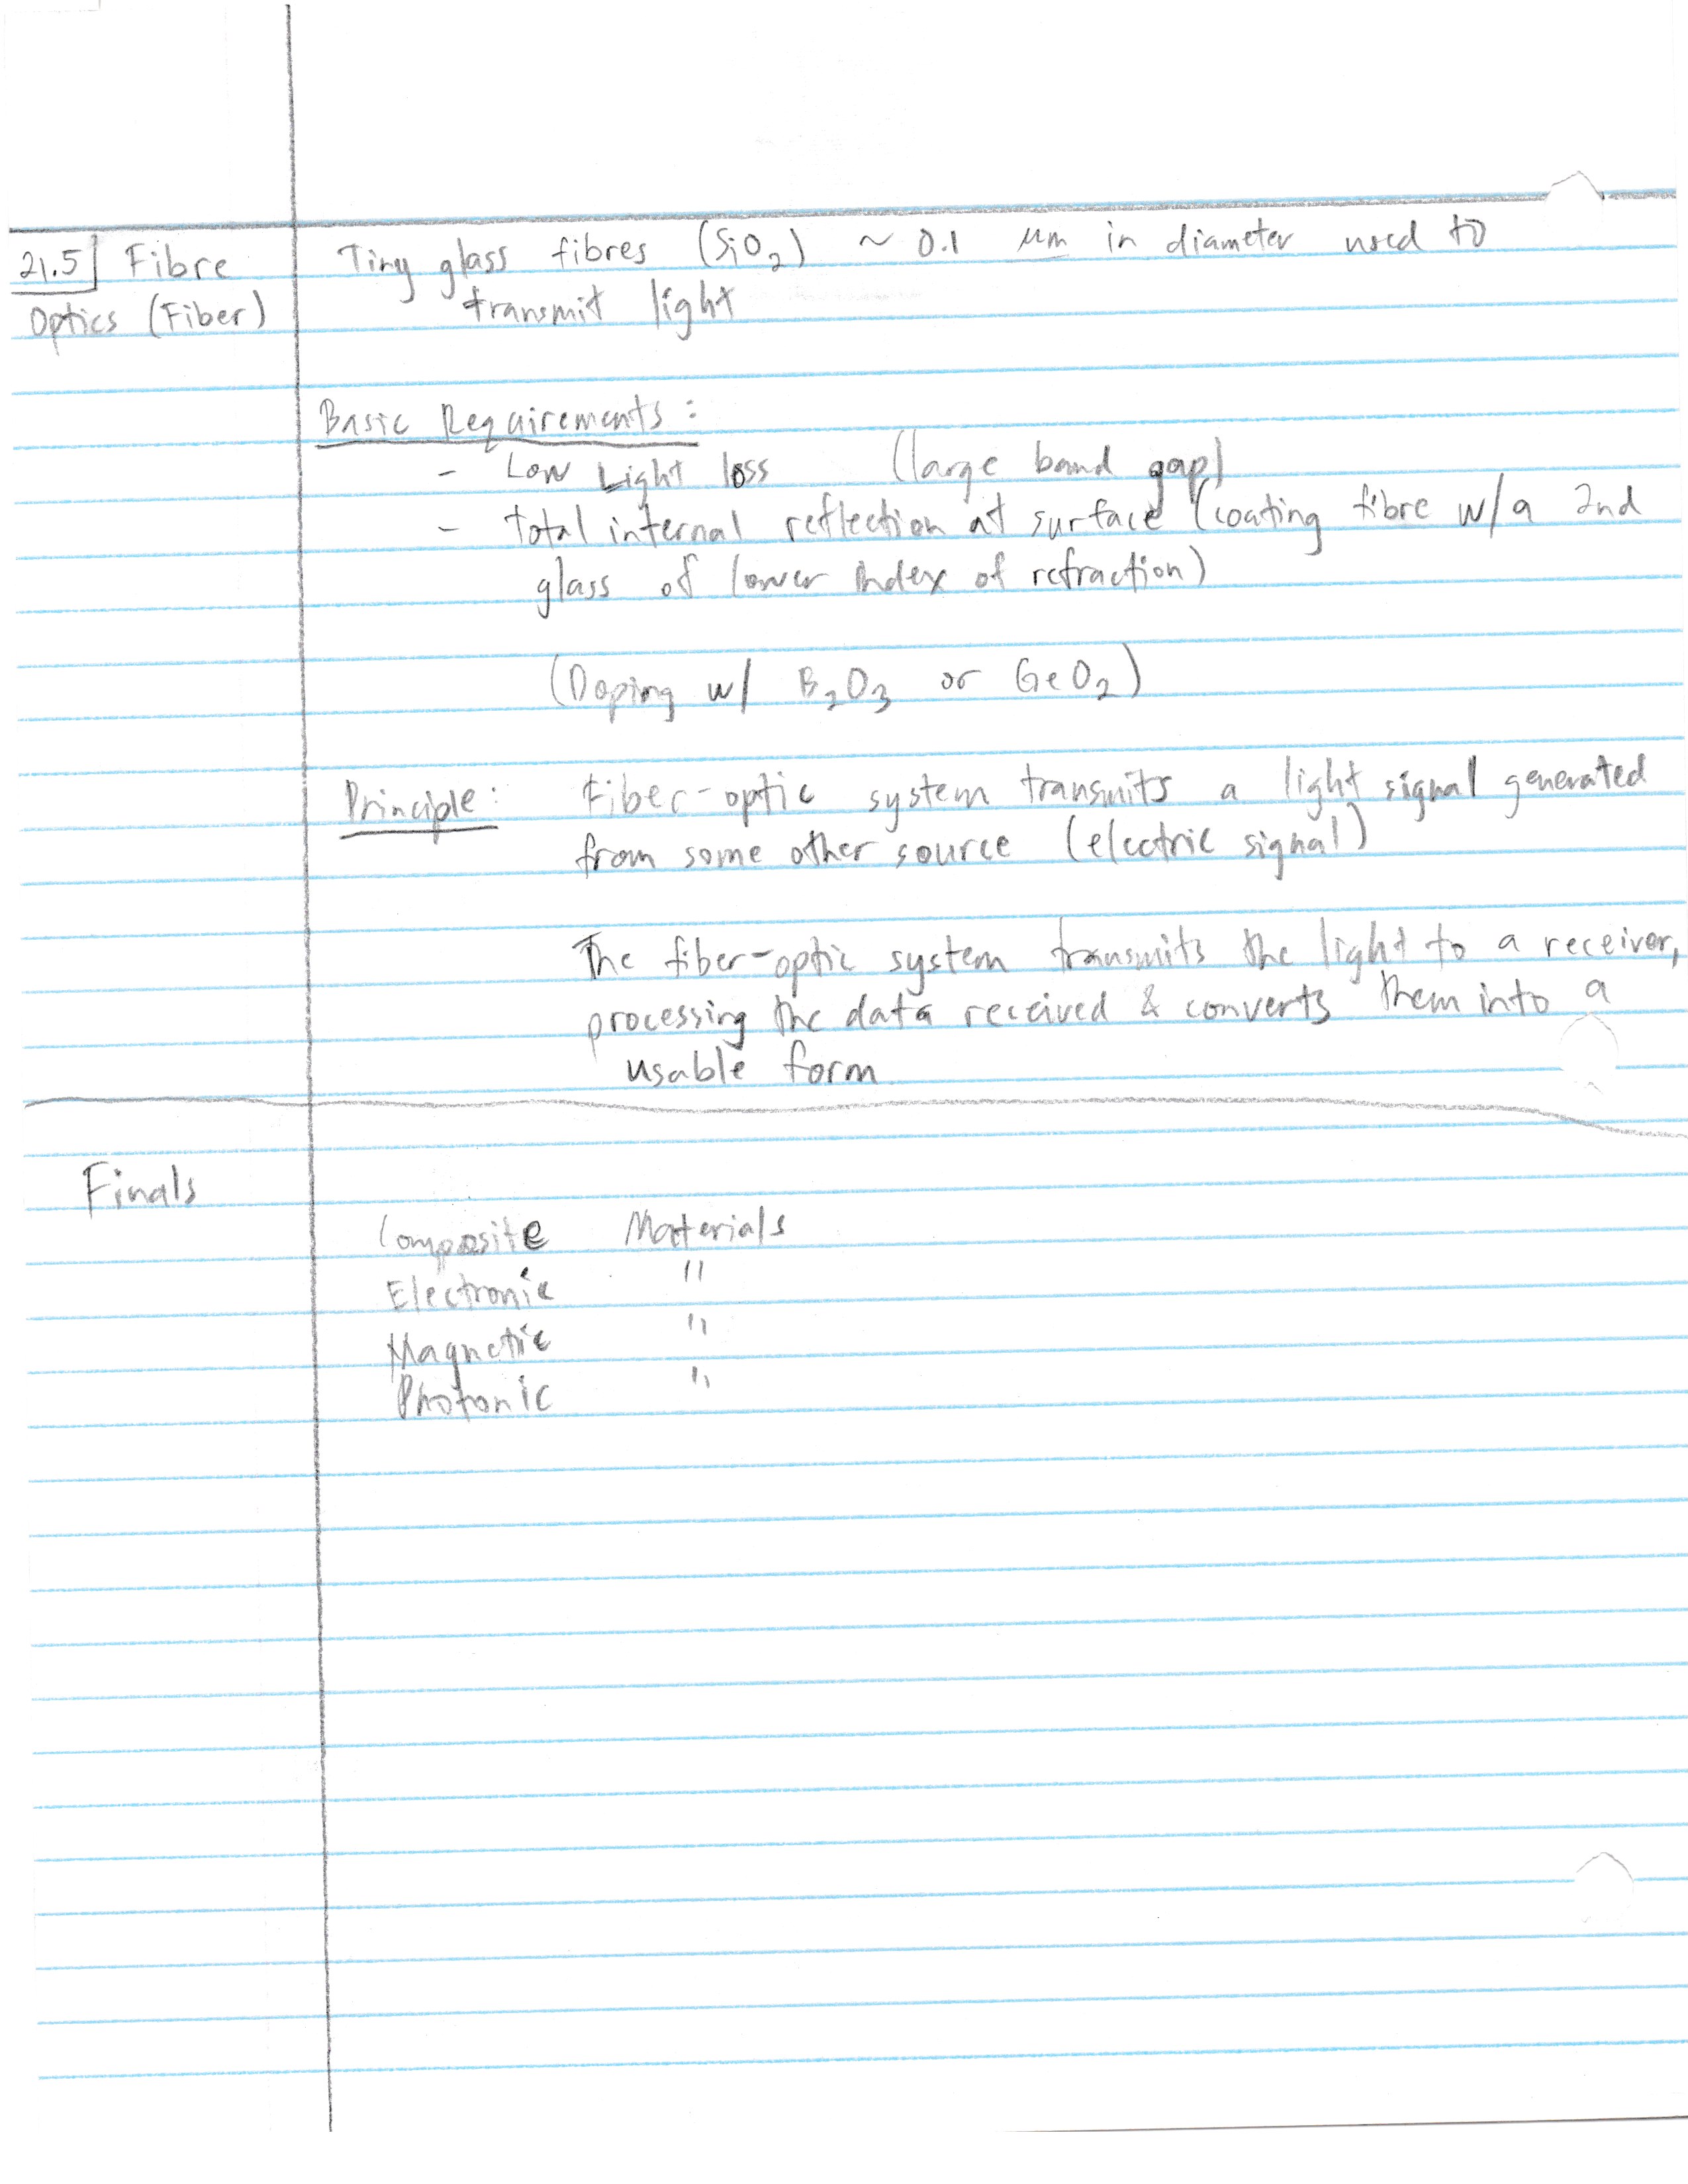 21.5 Fibre
Optics (Fiber)
Tiny glass fibres (SiO₂) ~ 0.1 μm in diameter used to
transmit light
Basic Requirements:
- Low Light loss (large band gap)
- total internal reflection at surface (coating fibre w/a 2nd
glass of lower index of refraction)
(Doping w/ B₂O₃ or GeO₂)
Principle: Fiber-optic system transmits a light signal generated
from some other source (electric signal)
The fiber-optic system transmits the light to a receiver,
processing the data received & converts them into a
usable form
Finals
Composite Materials
Electronic "
Magnetic "
Photonic "